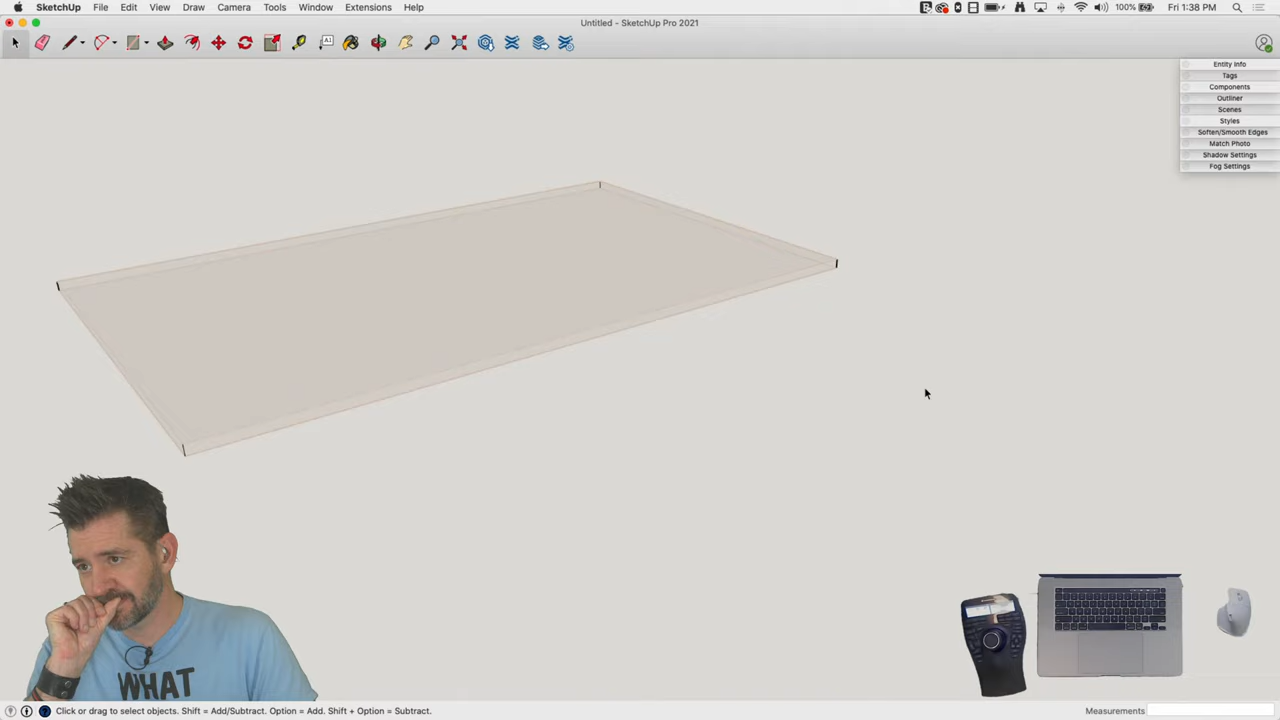 SketchUp File Edit View Draw Camera Tools Window Extensions Help 100% Fri 1:38 PM
Untitled - SketchUp Pro 2021
A1
Entity Info
Tags
Components
Outliner
Scenes
Styles
Soften/Smooth Edges
Match Photo
Shadow Settings
Fog Settings
WHAT
Click or drag to select objects. Shift = Add/Subtract. Option = Add. Shift + Option = Subtract.
Measurements